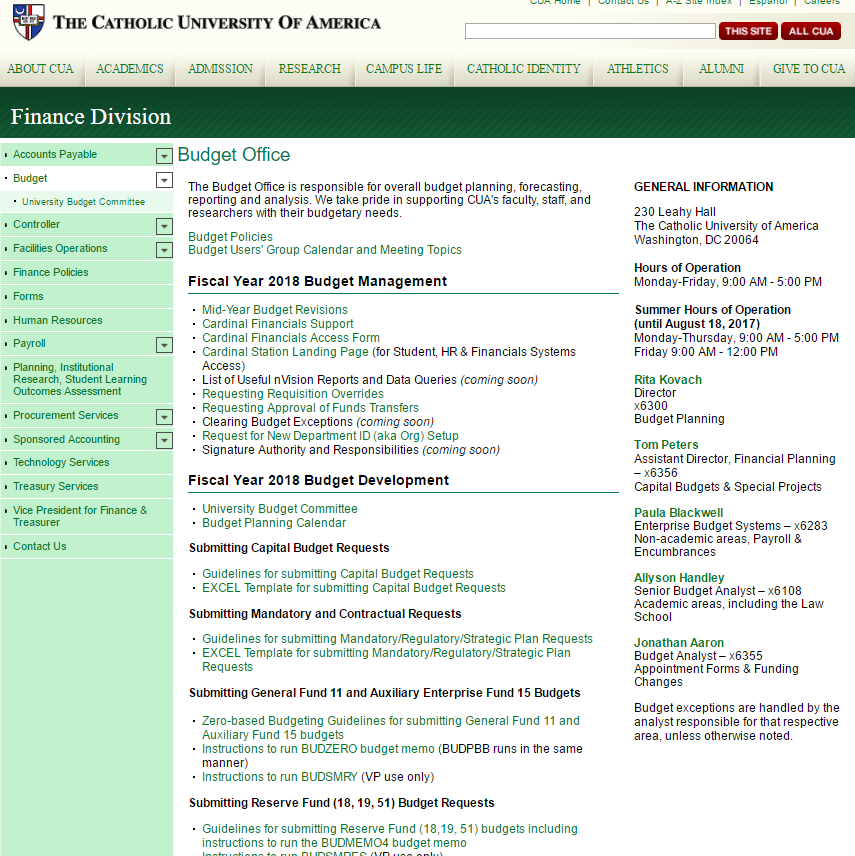 CUA Home | Contact Us | A-Z Site Index | Español | Careers
THE CATHOLIC UNIVERSITY OF AMERICA
THIS SITE
ALL CUA
ABOUT CUA
ACADEMICS
ADMISSION
RESEARCH
CAMPUS LIFE
CATHOLIC IDENTITY
ATHLETICS
ALUMNI
GIVE TO CUA
Finance Division
Accounts Payable
Budget
University Budget Committee
Controller
Facilities Operations
Finance Policies
Forms
Human Resources
Payroll
Planning, Institutional
Research, Student Learning
Outcomes Assessment
Procurement Services
Sponsored Accounting
Technology Services
Treasury Services
Vice President for Finance &
Treasurer
Contact Us
Budget Office
The Budget Office is responsible for overall budget planning, forecasting,
reporting and analysis. We take pride in supporting CUA's faculty, staff, and
researchers with their budgetary needs.
Budget Policies
Budget Users' Group Calendar and Meeting Topics
Fiscal Year 2018 Budget Management
Mid-Year Budget Revisions
Cardinal Financials Support
Cardinal Financials Access Form
Cardinal Station Landing Page (for Student, HR & Financials Systems
Access)
List of Useful nVision Reports and Data Queries (coming soon)
Requesting Requisition Overrides
Requesting Approval of Funds Transfers
Clearing Budget Exceptions (coming soon)
Request for New Department ID (aka Org) Setup
Signature Authority and Responsibilities (coming soon)
Fiscal Year 2018 Budget Development
University Budget Committee
Budget Planning Calendar
Submitting Capital Budget Requests
Guidelines for submitting Capital Budget Requests
EXCEL Template for submitting Capital Budget Requests
Submitting Mandatory and Contractual Requests
Guidelines for submitting Mandatory/Regulatory/Strategic Plan Requests
EXCEL Template for submitting Mandatory/Regulatory/Strategic Plan
Requests
Submitting General Fund 11 and Auxiliary Enterprise Fund 15 Budgets
Zero-based Budgeting Guidelines for submitting General Fund 11 and
Auxiliary Fund 15 budgets
Instructions to run BUDZERO budget memo (BUDPBB runs in the same
manner)
Instructions to run BUDSMRY (VP use only)
Submitting Reserve Fund (18, 19, 51) Budget Requests
Guidelines for submitting Reserve Fund (18,19, 51) budgets including
instructions to run the BUDMEMO4 budget memo
Instructions to run BUDSMRES (VP use only)
GENERAL INFORMATION
230 Leahy Hall
The Catholic University of America
Washington, DC 20064
Hours of Operation
Monday-Friday, 9:00 AM - 5:00 PM
Summer Hours of Operation
(until August 18, 2017)
Monday-Thursday, 9:00 AM - 5:00 PM
Friday 9:00 AM - 12:00 PM
Rita Kovach
Director
x6300
Budget Planning
Tom Peters
Assistant Director, Financial Planning
– x6356
Capital Budgets & Special Projects
Paula Blackwell
Enterprise Budget Systems – x6283
Non-academic areas, Payroll &
Encumbrances
Allyson Handley
Senior Budget Analyst – x6108
Academic areas, including the Law
School
Jonathan Aaron
Budget Analyst – x6355
Appointment Forms & Funding
Changes
Budget exceptions are handled by the
analyst responsible for that respective
area, unless otherwise noted.